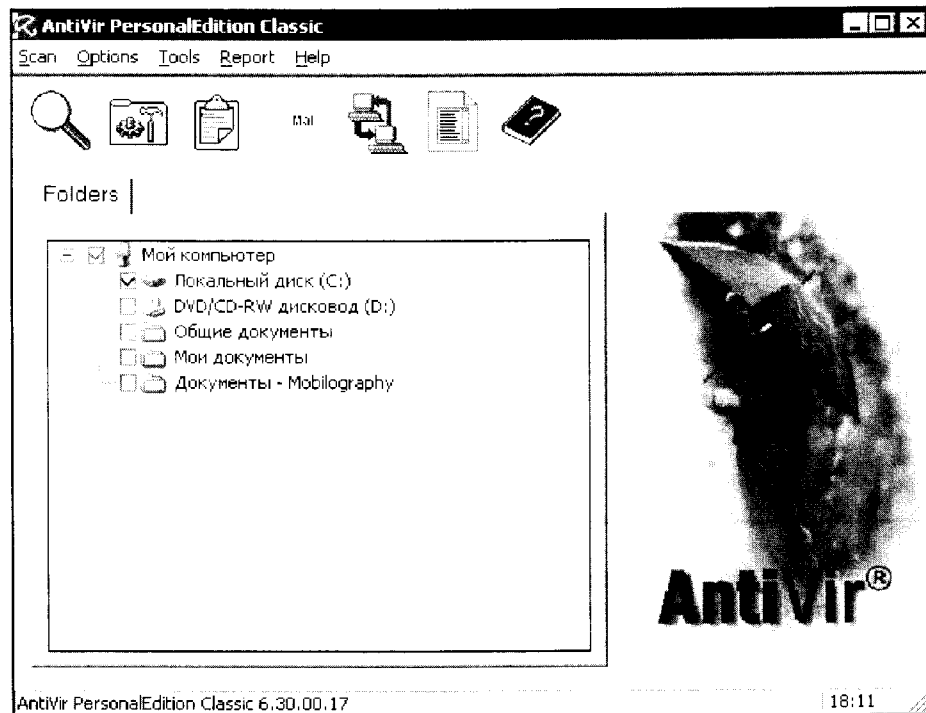 AntiVir PersonalEdition Classic
Scan Options Tools Report Help
Mail
Folders
Мой компьютер
Локальный диск (C:)
DVD/CD-RW дисковод (D:)
Общие документы
Мои документы
Документы - Mobilography
AntiVir®
AntiVir PersonalEdition Classic 6.30.00.17
18:11